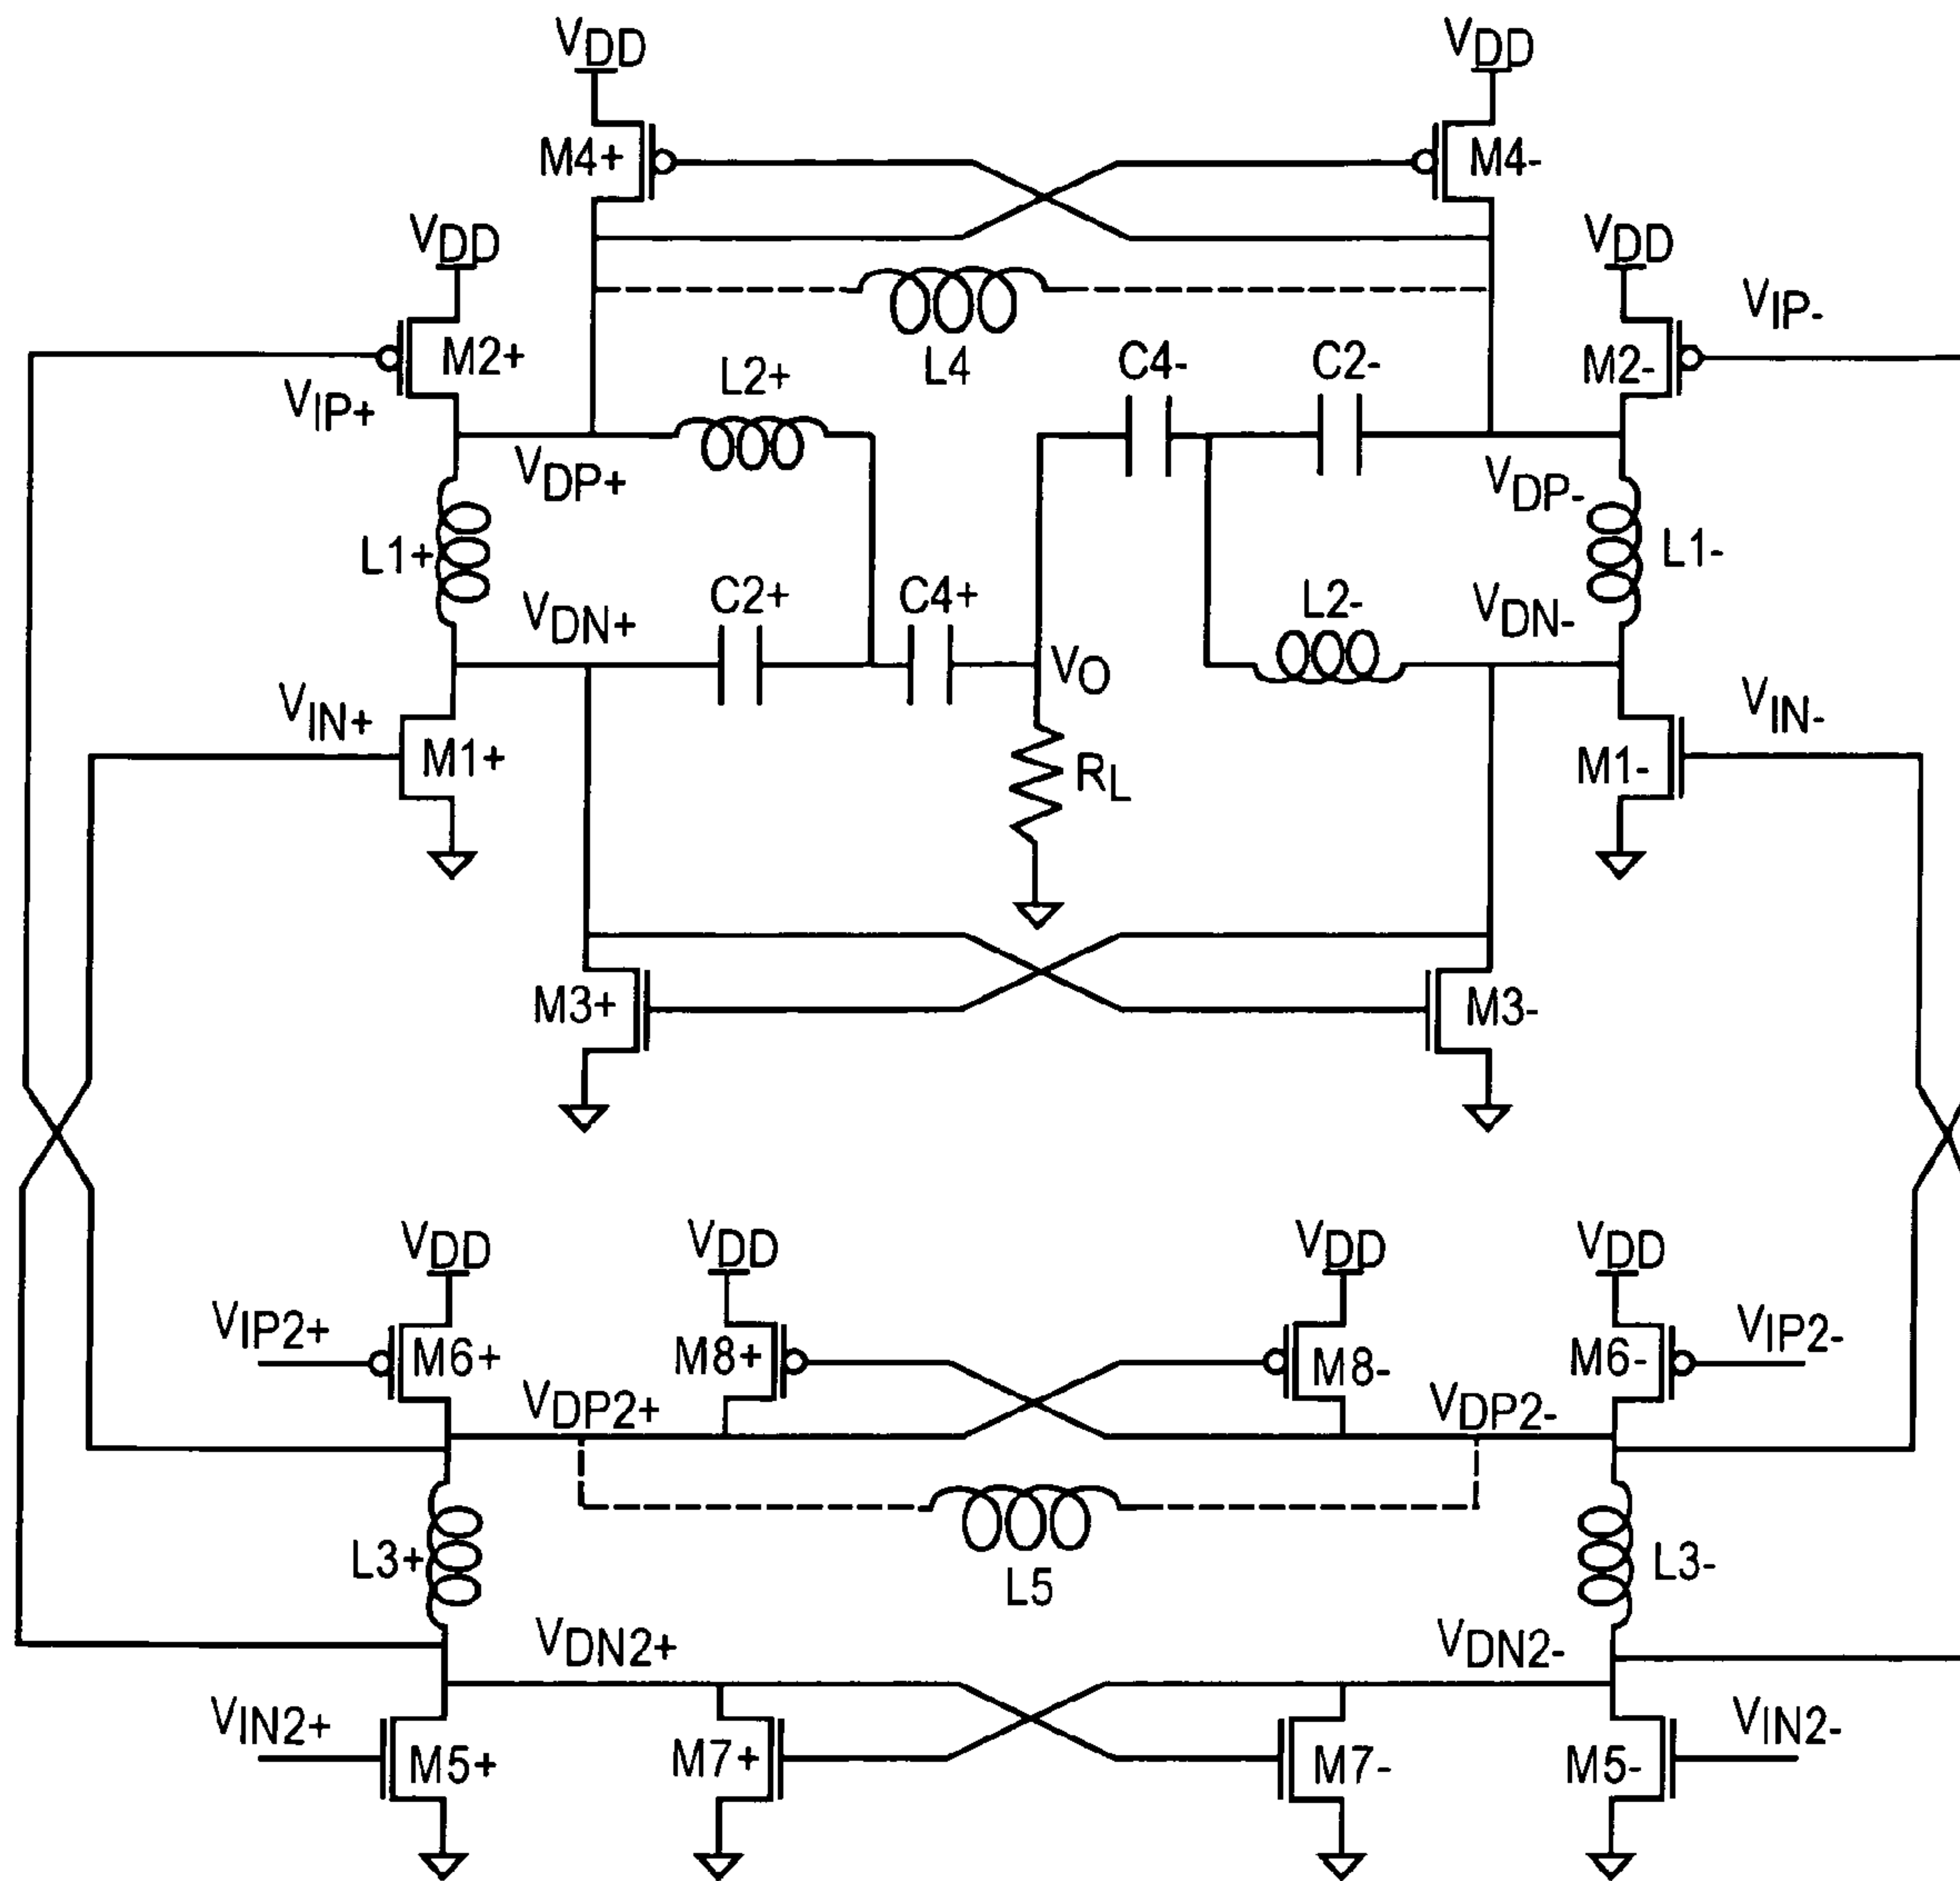 VDD VDD
M4+ M4-
VDD VDD
VIP-
M2+ L4 C4- C2- M2-
L2+
VIP+
VDP+ VDP-
L1+ L1-
VDN+ C2+ C4+ L2- VDN-
VO
VIN+ VIN-
M1+ RL M1-
M3+ M3-
VDD VDD VDD VDD
VIP2+ VIP2-
M6+ M8+ M8- M6-
VDP2+ VDP2-
L3+ L5 L3-
VDN2+ VDN2-
VIN2+ VIN2-
M5+ M7+ M7- M5-